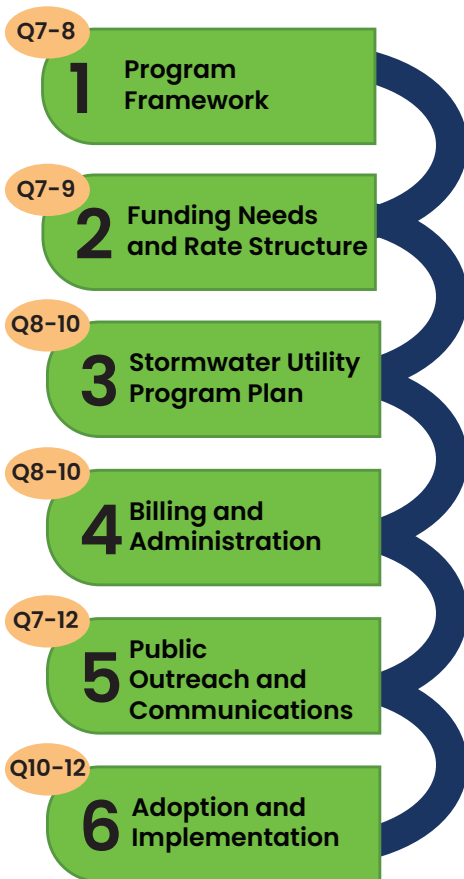 Q7-8
1
Program
Framework
Q7-9
2
Funding Needs
and Rate Structure
Q8-10
3
Stormwater Utility
Program Plan
Q8-10
4
Billing and
Administration
Q7-12
5
Public
Outreach and
Communications
Q10-12
6
Adoption and
Implementation